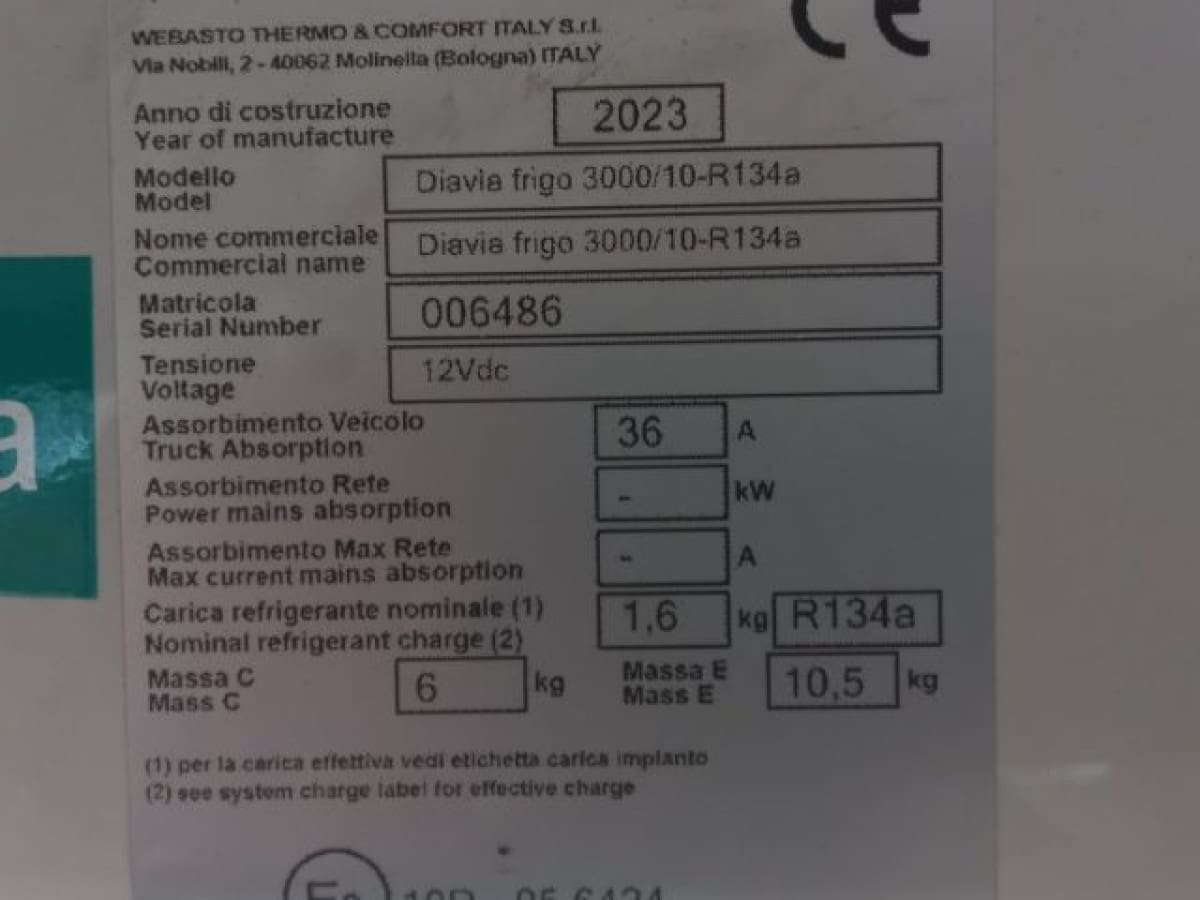 CE
WEBASTO THERMO & COMFORT ITALY S.r.l.
Via Nobili, 2 - 40062 Molinella (Bologna) ITALY
Anno di costruzione
Year of manufacture
2023
Modello
Model
Diavia frigo 3000/10-R134a
Nome commerciale
Commercial name
Diavia frigo 3000/10-R134a
Matricola
Serial Number
006486
Tensione
Voltage
12Vdc
Assorbimento Veicolo
Truck Absorption
36 A
Assorbimento Rete
Power mains absorption
- kW
Assorbimento Max Rete
Max current mains absorption
- A
Carica refrigerante nominale (1)
Nominal refrigerant charge (2)
1,6 kg R134a
Massa C
Mass C
6 kg
Massa E
Mass E
10,5 kg
(1) per la carica effettiva vedi etichetta carica impianto
(2) see system charge label for effective charge
a